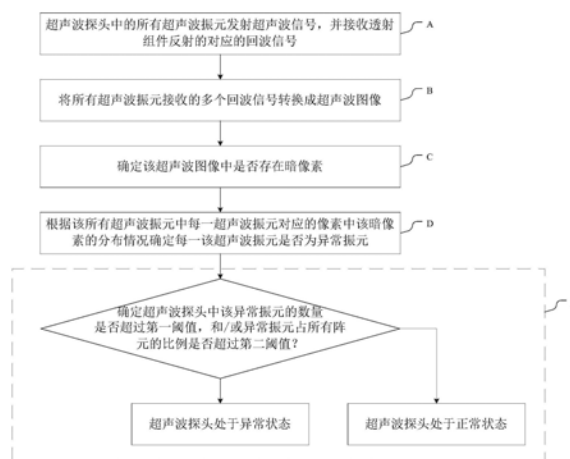 超声波探头中的所有超声波振元发射超声波信号，并接收透射
组件反射的对应的回波信号
A
将所有超声波振元接收的多个回波信号转换成超声波图像
B
确定该超声波图像中是否存在暗像素
C
根据该所有超声波振元中每一超声波振元对应的像素中该暗像
素的分布情况确定每一该超声波振元是否为异常振元
D
确定超声波探头中该异常振元的数量
是否超过第一阈值，和/或异常振元占所有阵
元的比例是否超过第二阈值？
超声波探头处于异常状态
超声波探头处于正常状态